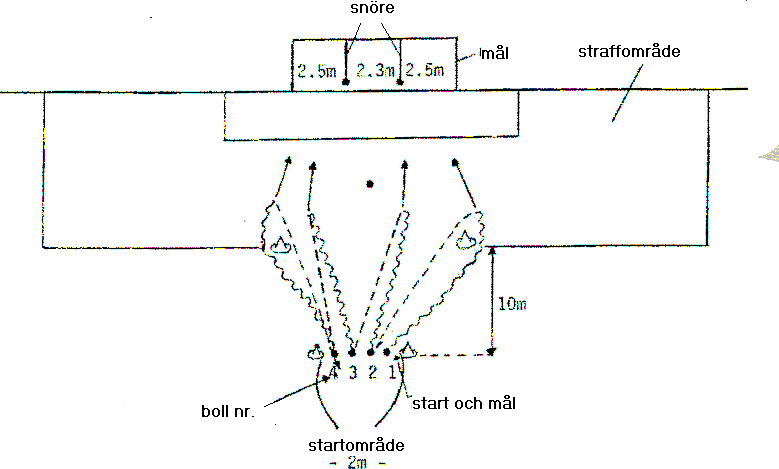 snöre
mål
straffområde
2.5m 2.3m 2.5m
10m
4 3 2 1
boll nr.
start och mål
startområde
- 2m -